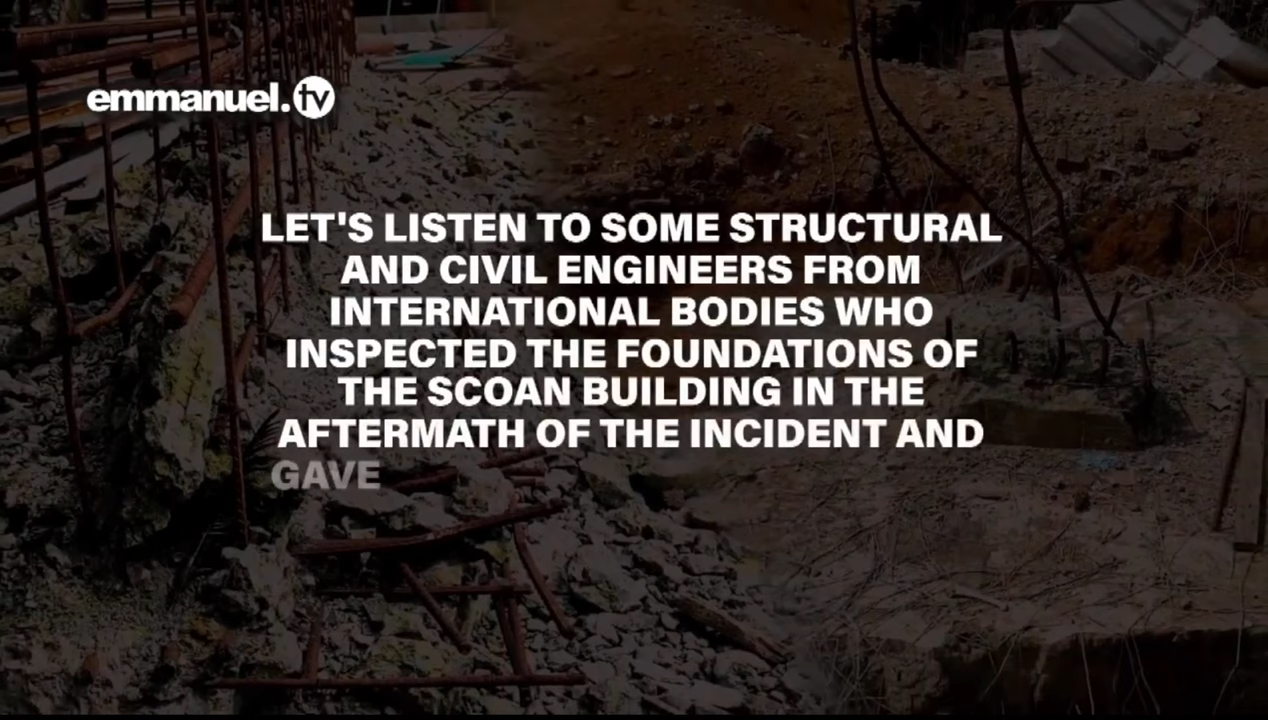 emmanuel.tv
LET'S LISTEN TO SOME STRUCTURAL
AND CIVIL ENGINEERS FROM
INTERNATIONAL BODIES WHO
INSPECTED THE FOUNDATIONS OF
THE SCOAN BUILDING IN THE
AFTERMATH OF THE INCIDENT AND
GAVE